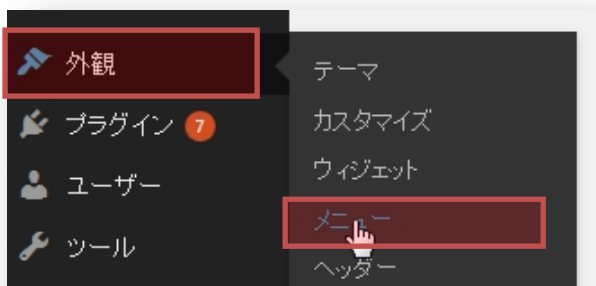 外観
プラグイン 7
ユーザー
ツール
テーマ
カスタマイズ
ウィジェット
メニュー
ヘッダー